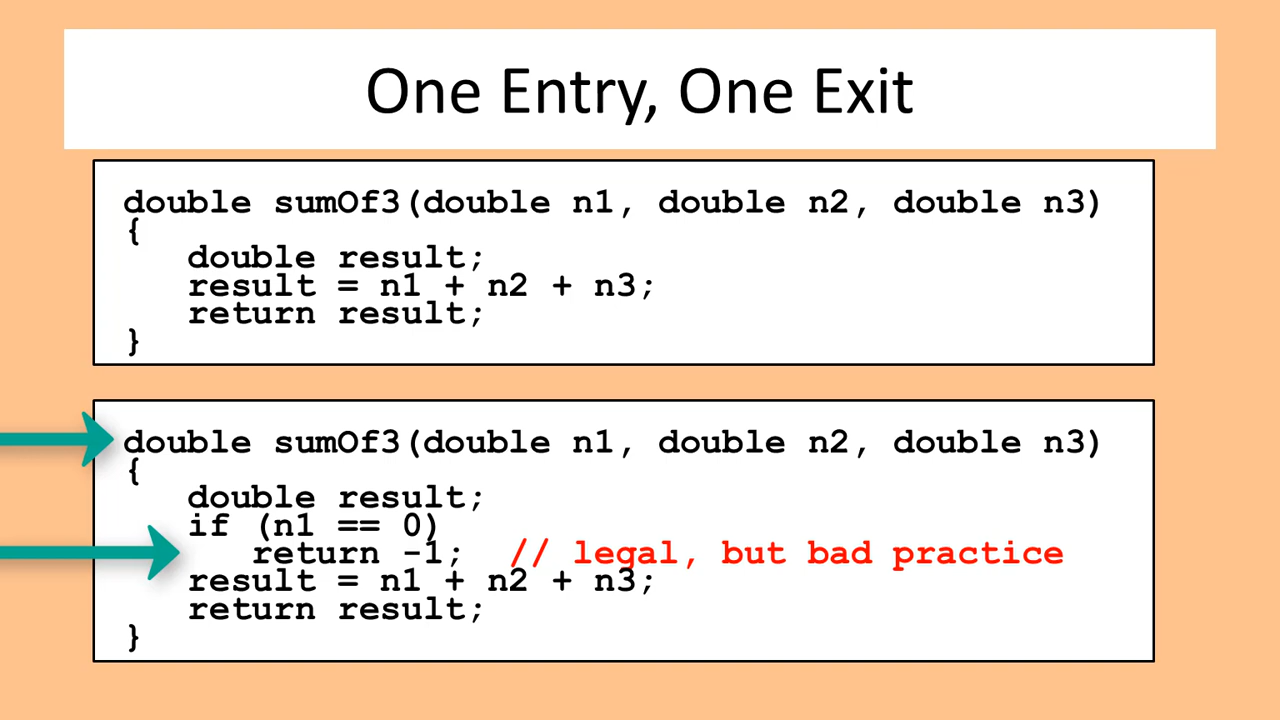 One Entry, One Exit
double sumOf3(double n1, double n2, double n3)
{
   double result;
   result = n1 + n2 + n3;
   return result;
}
double sumOf3(double n1, double n2, double n3)
{
   double result;
   if (n1 == 0)
      return -1;  // legal, but bad practice
   result = n1 + n2 + n3;
   return result;
}